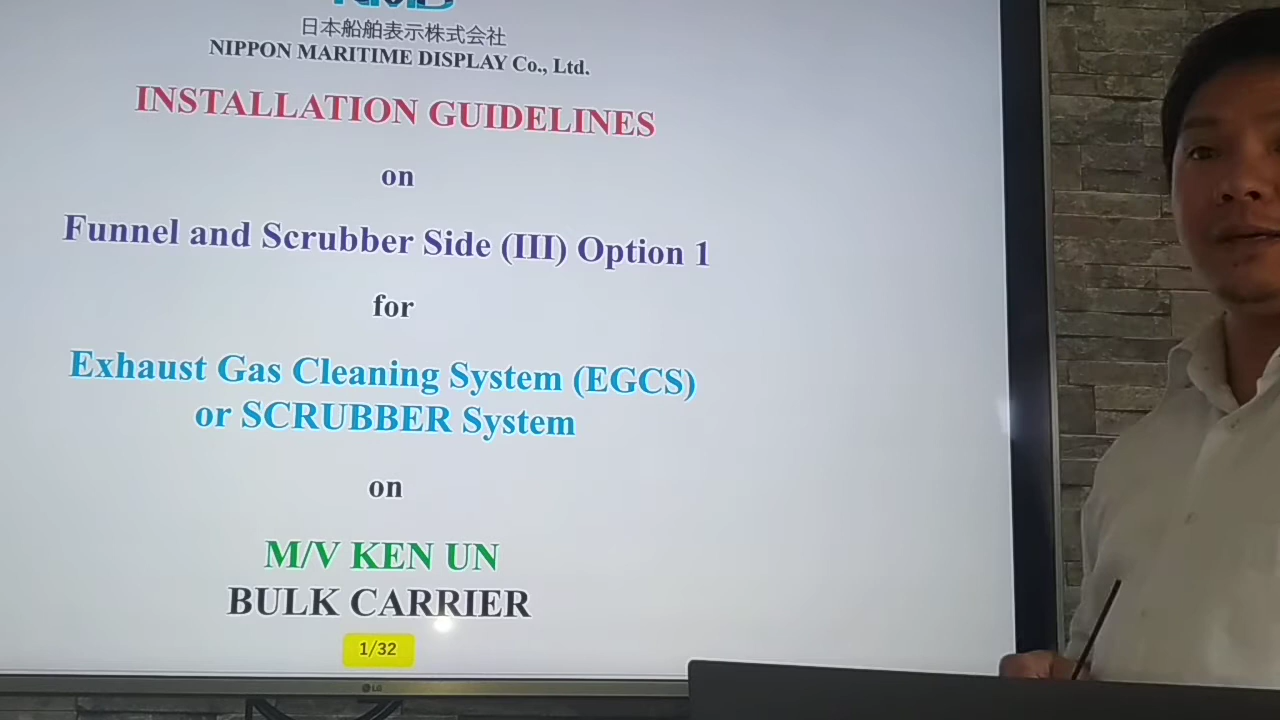 NMD
日本船舶表示株式会社
NIPPON MARITIME DISPLAY Co., Ltd.
INSTALLATION GUIDELINES
on
Funnel and Scrubber Side (III) Option 1
for
Exhaust Gas Cleaning System (EGCS)
or SCRUBBER System
on
M/V KEN UN
BULK CARRIER
1/32
LG